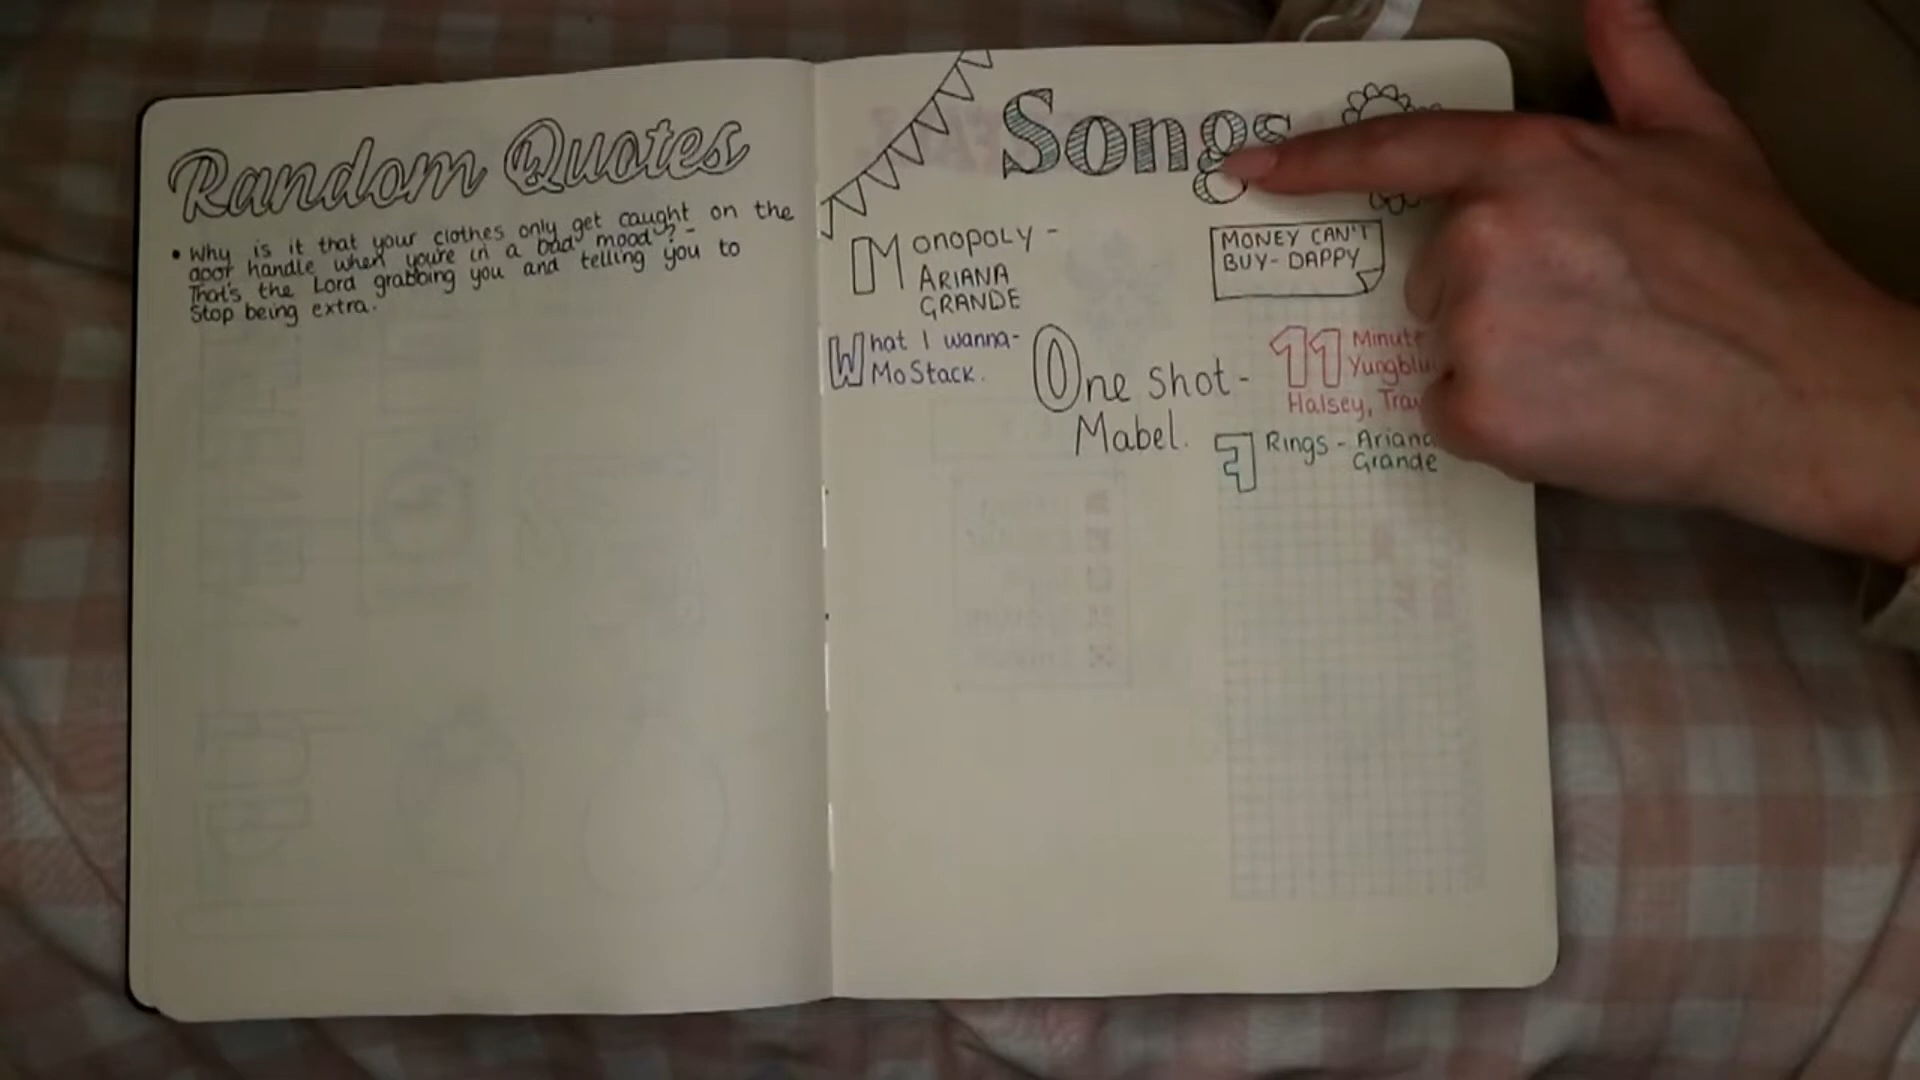 Random Quotes
• Why is it that your clothes only get caught on the
door handle when you're in a bad mood? -
That's the Lord grabbing you and telling you to
Stop being extra.
Songs
Monopoly -
ARIANA
GRANDE
MONEY CAN'T
BUY - DAPPY
What I wanna -
MoStack.
One Shot -
Mabel.
11 Minute
Halsey,
7 Rings - Ariana
Grande